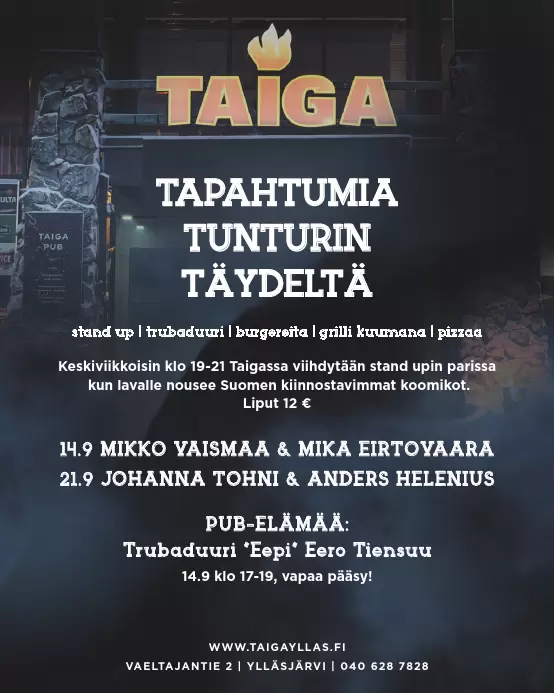 TAIGA
TAPAHTUMIA
TUNTURIN
TÄYDELTÄ
TAIGA
PUB
stand up | trubaduuri | burgereita | grilli kuumana | pizzaa
Keskiviikkoisin klo 19-21 Taigassa viihdytään stand upin parissa
kun lavalle nousee Suomen kiinnostavimmat koomikot.
Liput 12 €
14.9 MIKKO VAISMAA & MIKA EIRTOVAARA
21.9 JOHANNA TOHNI & ANDERS HELENIUS
PUB-ELÄMÄÄ:
Trubaduuri "Eepi" Eero Tiensuu
14.9 klo 17-19, vapaa pääsy!
WWW.TAIGAYLLAS.FI
VAELTAJANTIE 2 | YLLÄSJÄRVI | 040 628 7828